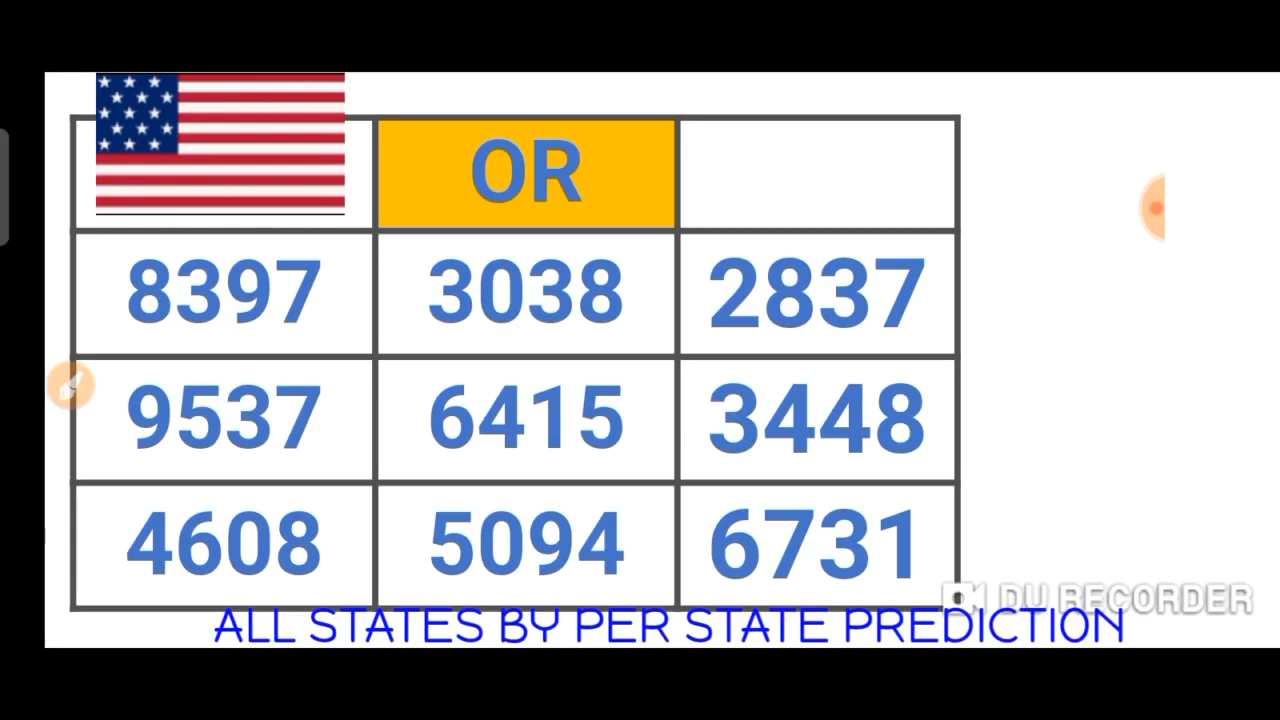 OR
8397 3038 2837
9537 6415 3448
4608 5094 6731
DU RECORDER
ALL STATES BY PER STATE PREDICTION